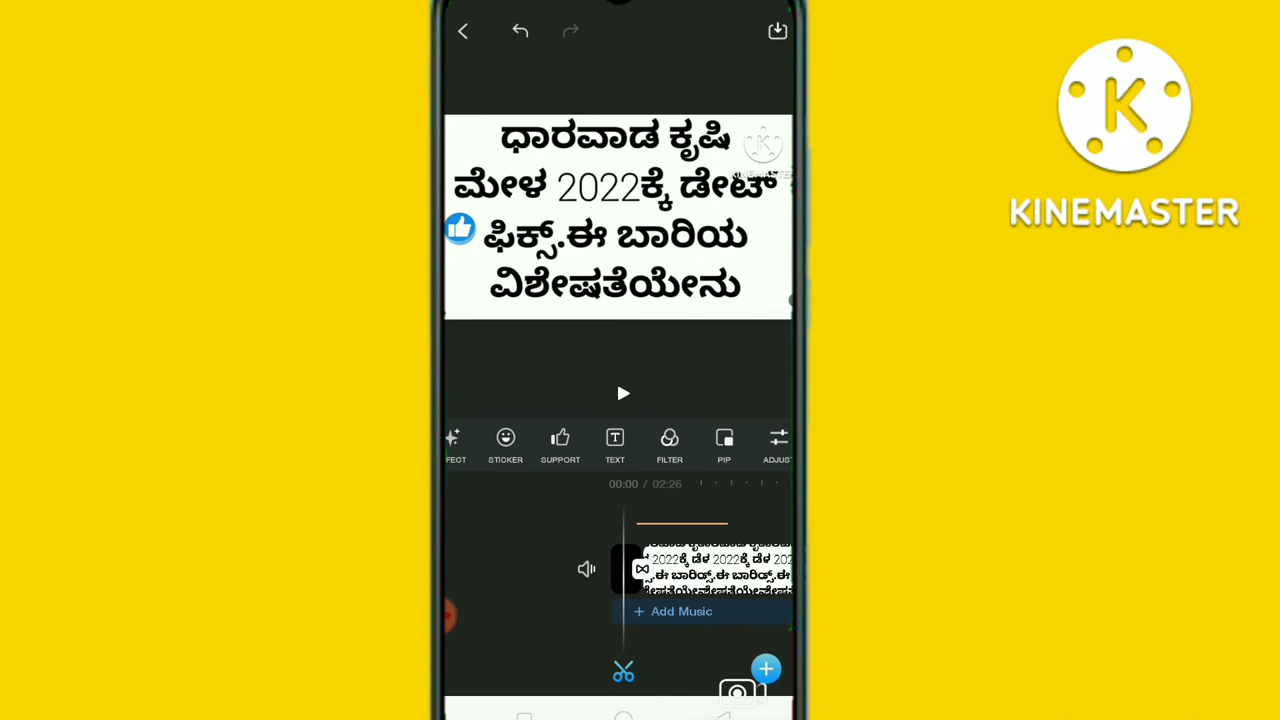 ಧಾರವಾಡ ಕೃಷಿ
ಮೇಳ 2022ಕ್ಕೆ ಡೇಟ್
ಫಿಕ್ಸ್.ಈ ಬಾರಿಯ
ವಿಶೇಷತೆಯೇನು
KINEMASTER
FECT STICKER SUPPORT TEXT FILTER PIP ADJUST
00:00 / 02:26
+ Add Music